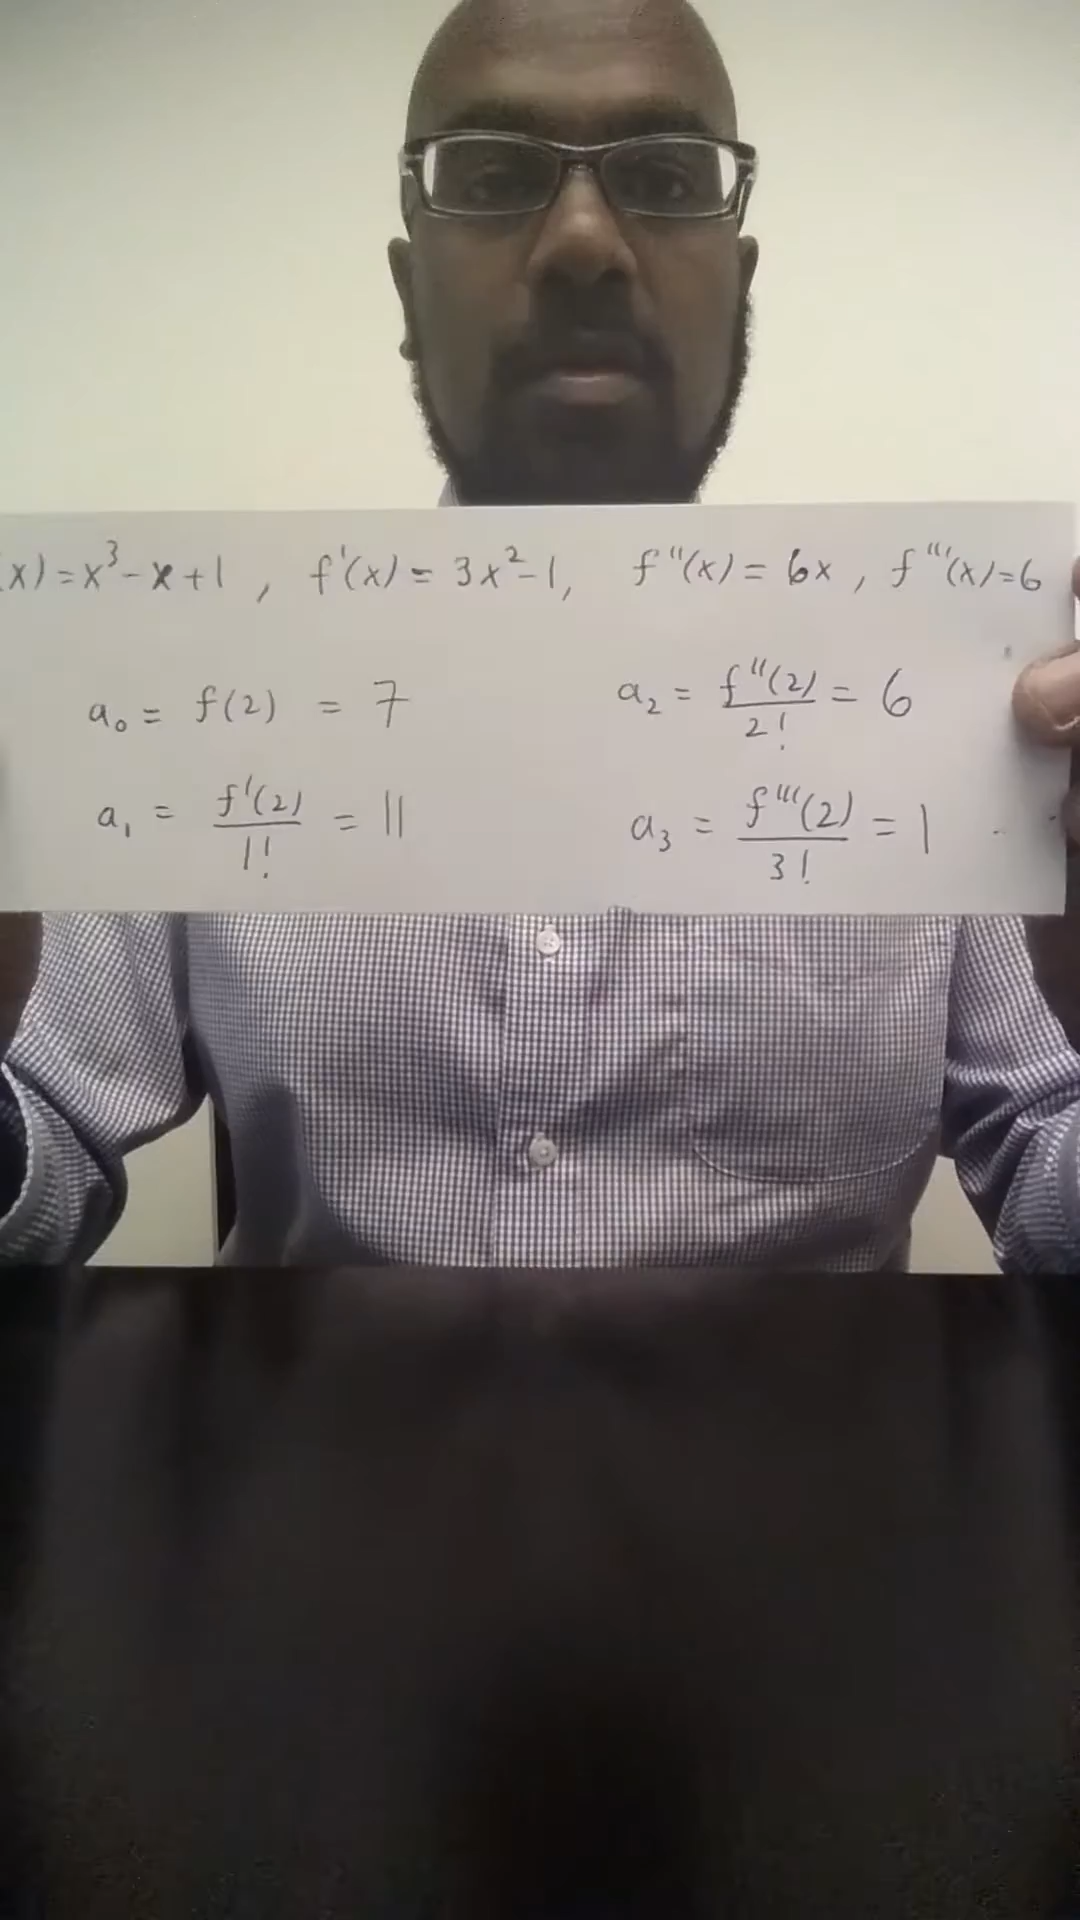 (x) = x³ - x + 1 , f'(x) = 3x² - 1, f''(x) = 6x , f'''(x) = 6
a₀ = f(2) = 7 a₂ = f''(2)/2! = 6
a₁ = f'(2)/1! = 11 a₃ = f'''(2)/3! = 1